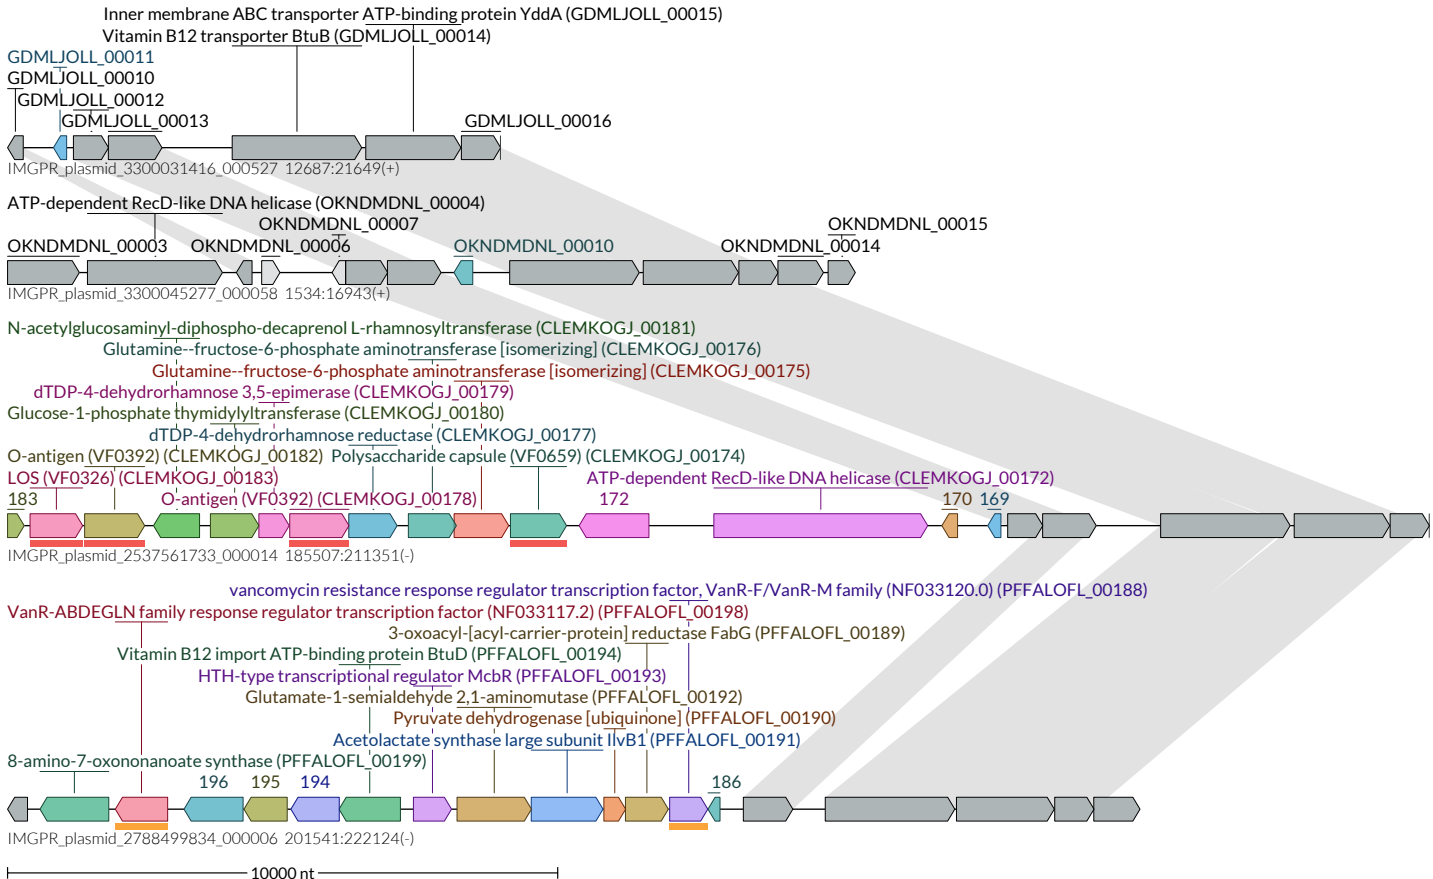 Inner membrane ABC transporter ATP-binding protein YddA (GDMLJOLL_00015)
Vitamin B12 transporter BtuB (GDMLJOLL_00014)
GDMLJOLL_00011
GDMLJOLL_00010
GDMLJOLL_00012
GDMLJOLL_00013 GDMLJOLL_00016
IMGPR_plasmid_3300031416_000527 12687:21649(+)
ATP-dependent RecD-like DNA helicase (OKNDMDNL_00004)
OKNDMDNL_00007 OKNDMDNL_00015
OKNDMDNL_00003 OKNDMDNL_00006 OKNDMDNL_00010 OKNDMDNL_00014
IMGPR_plasmid_3300045277_000058 1534:16943(+)
N-acetylglucosaminyl-diphospho-decaprenol L-rhamnosyltransferase (CLEMKOGJ_00181)
Glutamine--fructose-6-phosphate aminotransferase [isomerizing] (CLEMKOGJ_00176)
Glutamine--fructose-6-phosphate aminotransferase [isomerizing] (CLEMKOGJ_00175)
dTDP-4-dehydrorhamnose 3,5-epimerase (CLEMKOGJ_00179)
Glucose-1-phosphate thymidylyltransferase (CLEMKOGJ_00180)
dTDP-4-dehydrorhamnose reductase (CLEMKOGJ_00177)
O-antigen (VF0392) (CLEMKOGJ_00182) Polysaccharide capsule (VF0659) (CLEMKOGJ_00174)
LOS (VF0326) (CLEMKOGJ_00183) ATP-dependent RecD-like DNA helicase (CLEMKOGJ_00172)
183 O-antigen (VF0392) (CLEMKOGJ_00178) 172 170 169
IMGPR_plasmid_2537561733_000014 185507:211351(-)
vancomycin resistance response regulator transcription factor, VanR-F/VanR-M family (NF033120.0) (PFFALOFL_00188)
VanR-ABDEGLN family response regulator transcription factor (NF033117.2) (PFFALOFL_00198)
3-oxoacyl-[acyl-carrier-protein] reductase FabG (PFFALOFL_00189)
Vitamin B12 import ATP-binding protein BtuD (PFFALOFL_00194)
HTH-type transcriptional regulator McbR (PFFALOFL_00193)
Glutamate-1-semialdehyde 2,1-aminomutase (PFFALOFL_00192)
Pyruvate dehydrogenase [ubiquinone] (PFFALOFL_00190)
Acetolactate synthase large subunit IlvB1 (PFFALOFL_00191)
8-amino-7-oxononanoate synthase (PFFALOFL_00199)
196 195 194 186
IMGPR_plasmid_2788499834_000006 201541:222124(-)
10000 nt